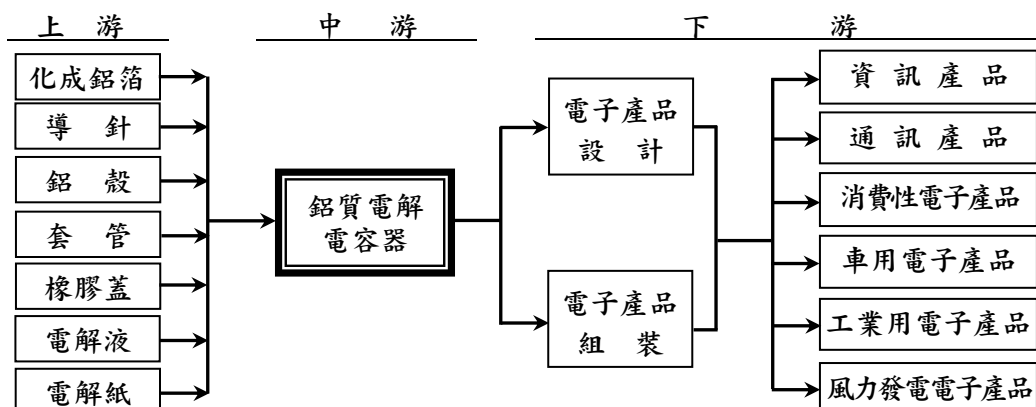 上 游
中 游
下 游
化成鋁箔
導 針
鋁 殼
套 管
橡膠蓋
電解液
電解紙
鋁質電解
電容器
電子產品
設 計
電子產品
組 裝
資 訊 產 品
通 訊 產 品
消費性電子產品
車用電子產品
工業用電子產品
風力發電電子產品